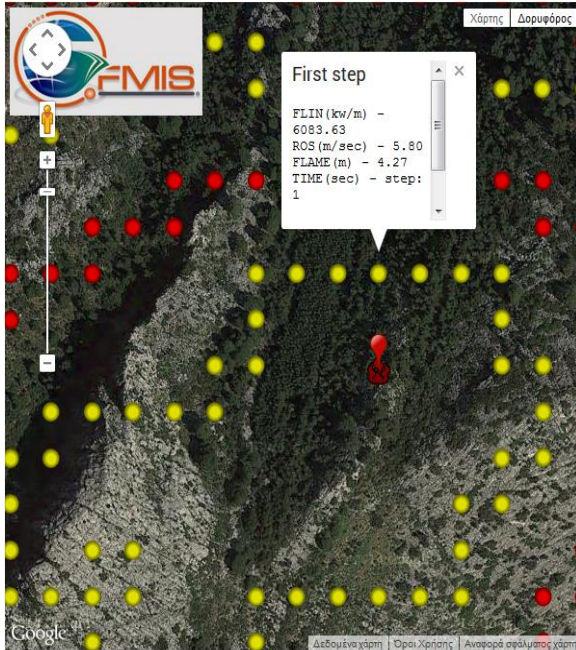 Χάρτης Δορυφόρος
FMIS
First step
FLIN(kw/m) -
6083.63
ROS(m/sec) - 5.80
FLAME(m) - 4.27
TIME(sec) - step:
1
Google
Δεδομένα χάρτη Όροι Χρήσης Αναφορά σφάλματος χάρτη